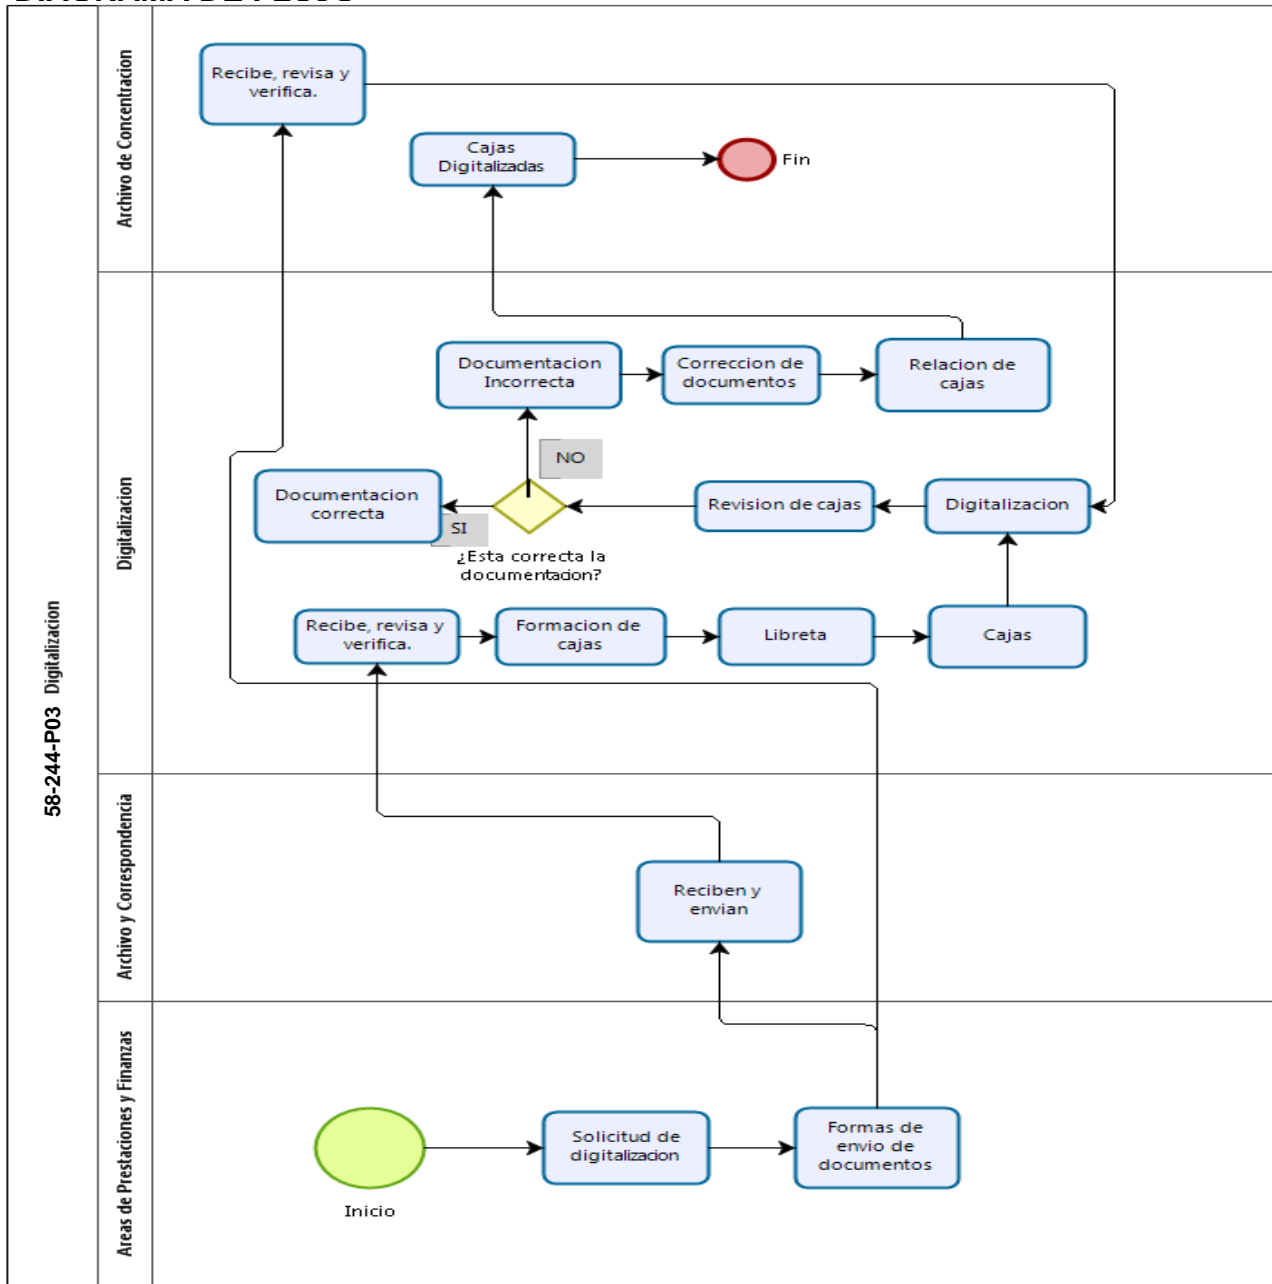 58-244-P03 Digitalizacion
Archivo de Concentracion
Recibe, revisa y
verifica.
Cajas
Digitalizadas
Fin
Digitalizacion
Documentacion
Incorrecta
Correccion de
documentos
Relacion de
cajas
NO
Documentacion
correcta
SI
¿Esta correcta la
documentacion?
Revision de cajas
Digitalizacion
Recibe, revisa y
verifica.
Formacion de
cajas
Libreta
Cajas
Archivo y Correspondencia
Reciben y
envian
Areas de Prestaciones y Finanzas
Inicio
Solicitud de
digitalizacion
Formas de
envio de
documentos